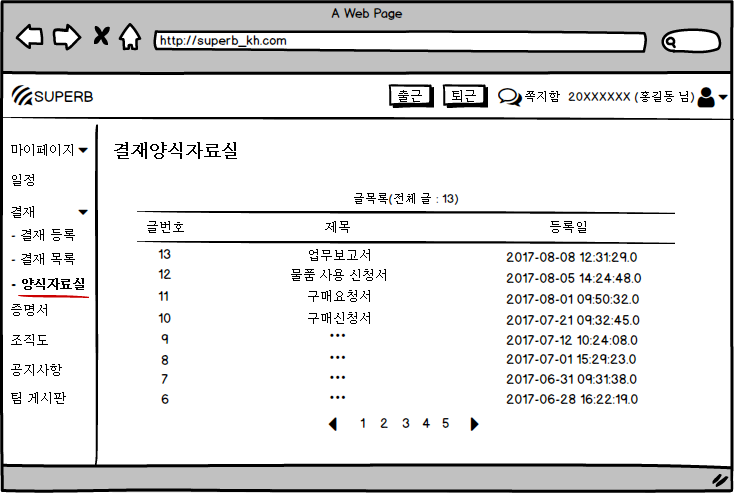 A Web Page
http://superb_kh.com
SUPERB 출근 퇴근 쪽지함 20XXXXXX (홍길동 님)
마이페이지
일정
결재
- 결재 등록
- 결재 목록
- 양식자료실
증명서
조직도
공지사항
팀 게시판
결재양식자료실
글목록(전체 글 : 13)
글번호 제목 등록일
13 업무보고서 2017-08-08 12:31:29.0
12 물품 사용 신청서 2017-08-05 14:24:48.0
11 구매요청서 2017-08-01 09:50:32.0
10 구매신청서 2017-07-21 09:32:45.0
9 ... 2017-07-12 10:24:08.0
8 ... 2017-07-01 15:29:23.0
7 ... 2017-06-31 09:31:38.0
6 ... 2017-06-28 16:22:19.0
1 2 3 4 5